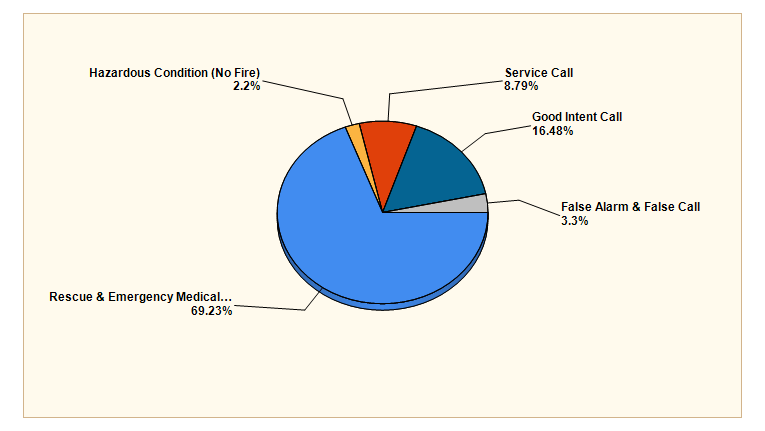 Hazardous Condition (No Fire)
2.2%
Service Call
8.79%
Good Intent Call
16.48%
False Alarm & False Call
3.3%
Rescue & Emergency Medical...
69.23%